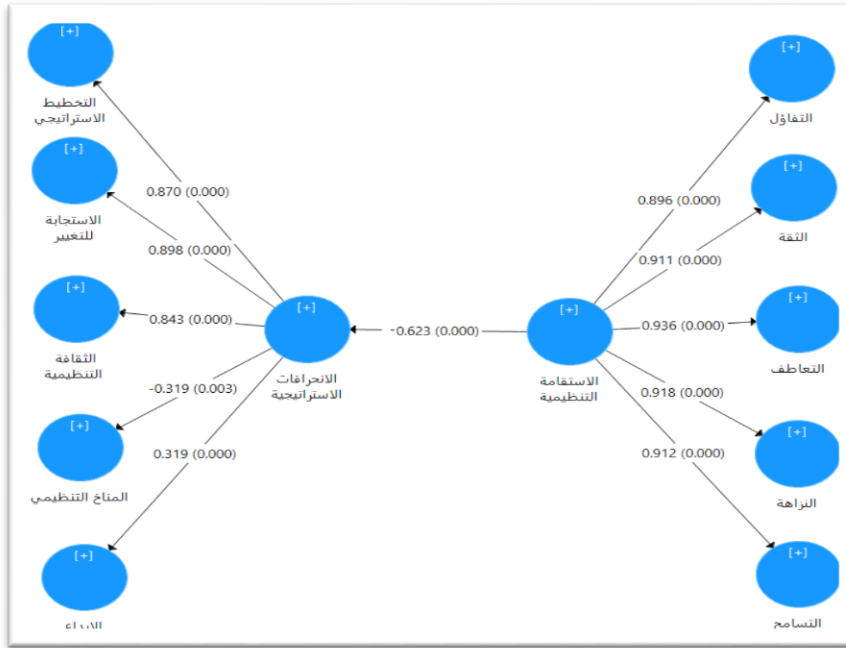 [+]
التخطيط
الاستراتيجي
[+]
الاستجابة
للتغيير
[+]
الثقافة
التنظيمية
[+]
المناخ التنظيمي
[+]
الابداع
0.870 (0.000)
0.898 (0.000)
0.843 (0.000)
-0.319 (0.003)
0.319 (0.000)
[+]
الانحرافات
الاستراتيجية
-0.623 (0.000)
[+]
الاستقامة
التنظيمية
0.896 (0.000)
0.911 (0.000)
0.936 (0.000)
0.918 (0.000)
0.912 (0.000)
[+]
التفاؤل
[+]
الثقة
[+]
التعاطف
[+]
النزاهة
[+]
التسامح